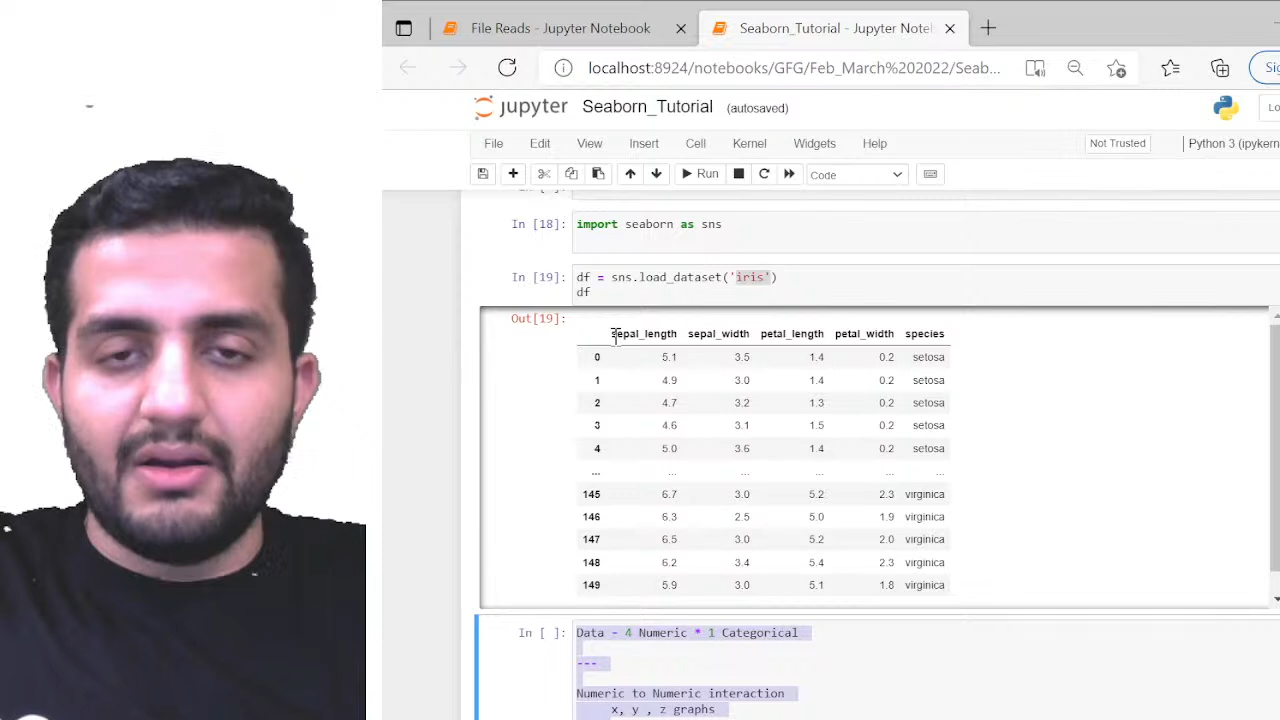 File Reads - Jupyter Notebook
Seaborn_Tutorial - Jupyter Note
localhost:8924/notebooks/GFG/Feb_March%202022/Seab...
jupyter Seaborn_Tutorial (autosaved)
File Edit View Insert Cell Kernel Widgets Help Not Trusted Python 3 (ipykern
Run Code
In [18]: import seaborn as sns
In [19]: df = sns.load_dataset('iris')
df
Out[19]:
sepal_length sepal_width petal_length petal_width species
0 5.1 3.5 1.4 0.2 setosa
1 4.9 3.0 1.4 0.2 setosa
2 4.7 3.2 1.3 0.2 setosa
3 4.6 3.1 1.5 0.2 setosa
4 5.0 3.6 1.4 0.2 setosa
... ... ... ... ... ...
145 6.7 3.0 5.2 2.3 virginica
146 6.3 2.5 5.0 1.9 virginica
147 6.5 3.0 5.2 2.0 virginica
148 6.2 3.4 5.4 2.3 virginica
149 5.9 3.0 5.1 1.8 virginica
In [ ]: Data - 4 Numeric * 1 Categorical
---
Numeric to Numeric interaction
x, y , z graphs